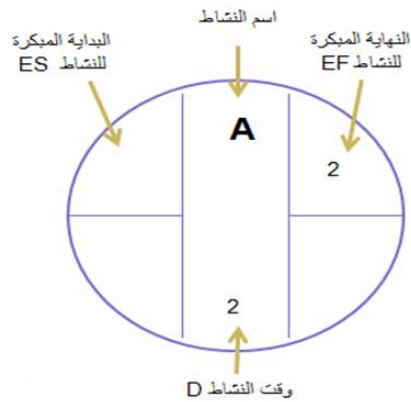 اسم النشاط
النهاية المبكرة
للنشاط EF
البداية المبكرة
للنشاط ES
A
2
2
وقت النشاط D